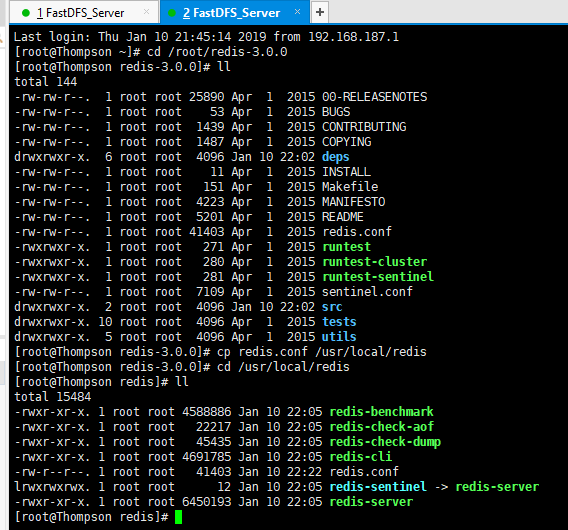 1 FastDFS_Server × 2 FastDFS_Server × +
Last login: Thu Jan 10 21:45:14 2019 from 192.168.187.1
[root@Thompson ~]# cd /root/redis-3.0.0
[root@Thompson redis-3.0.0]# ll
total 144
-rw-rw-r--. 1 root root 25890 Apr 1 2015 00-RELEASENOTES
-rw-rw-r--. 1 root root 53 Apr 1 2015 BUGS
-rw-rw-r--. 1 root root 1439 Apr 1 2015 CONTRIBUTING
-rw-rw-r--. 1 root root 1487 Apr 1 2015 COPYING
drwxrwxr-x. 6 root root 4096 Jan 10 22:02 deps
-rw-rw-r--. 1 root root 11 Apr 1 2015 INSTALL
-rw-rw-r--. 1 root root 151 Apr 1 2015 Makefile
-rw-rw-r--. 1 root root 4223 Apr 1 2015 MANIFESTO
-rw-rw-r--. 1 root root 5201 Apr 1 2015 README
-rw-rw-r--. 1 root root 41403 Apr 1 2015 redis.conf
-rwxrwxr-x. 1 root root 271 Apr 1 2015 runtest
-rwxrwxr-x. 1 root root 280 Apr 1 2015 runtest-cluster
-rwxrwxr-x. 1 root root 281 Apr 1 2015 runtest-sentinel
-rw-rw-r--. 1 root root 7109 Apr 1 2015 sentinel.conf
drwxrwxr-x. 2 root root 4096 Jan 10 22:02 src
drwxrwxr-x. 10 root root 4096 Apr 1 2015 tests
drwxrwxr-x. 5 root root 4096 Apr 1 2015 utils
[root@Thompson redis-3.0.0]# cp redis.conf /usr/local/redis
[root@Thompson redis-3.0.0]# cd /usr/local/redis
[root@Thompson redis]# ll
total 15484
-rwxr-xr-x. 1 root root 4588886 Jan 10 22:05 redis-benchmark
-rwxr-xr-x. 1 root root 22217 Jan 10 22:05 redis-check-aof
-rwxr-xr-x. 1 root root 45435 Jan 10 22:05 redis-check-dump
-rwxr-xr-x. 1 root root 4691785 Jan 10 22:05 redis-cli
-rw-r--r--. 1 root root 41403 Jan 10 22:22 redis.conf
lrwxrwxrwx. 1 root root 12 Jan 10 22:05 redis-sentinel -> redis-server
-rwxr-xr-x. 1 root root 6450193 Jan 10 22:05 redis-server
[root@Thompson redis]#